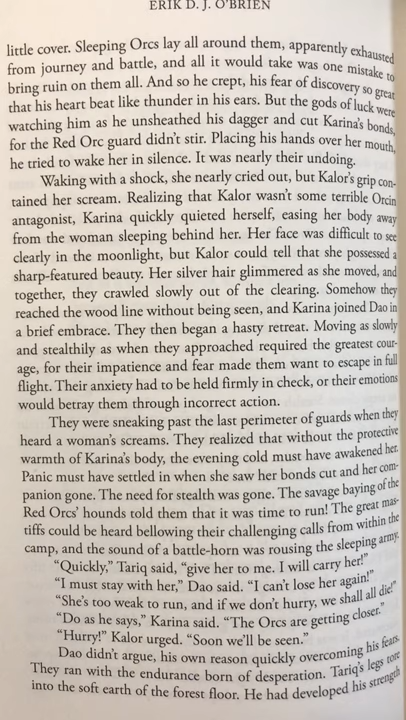 ERIK D. J. O'BRIEN
little cover. Sleeping Orcs lay all around them, apparently exhausted
from journey and battle, and all it would take was one mistake to
bring ruin on them all. And so he crept, his fear of discovery so great
that his heart beat like thunder in his ears. But the gods of luck were
watching him as he unsheathed his dagger and cut Karina's bonds,
for the Red Orc guard didn't stir. Placing his hands over her mouth,
he tried to wake her in silence. It was nearly their undoing.
Waking with a shock, she nearly cried out, but Kalor's grip con-
tained her scream. Realizing that Kalor wasn't some terrible Orcin
antagonist, Karina quickly quieted herself, easing her body away
from the woman sleeping behind her. Her face was difficult to see
clearly in the moonlight, but Kalor could tell that she possessed a
sharp-featured beauty. Her silver hair glimmered as she moved, and
together, they crawled slowly out of the clearing. Somehow they
reached the wood line without being seen, and Karina joined Dao in
a brief embrace. They then began a hasty retreat. Moving as slowly
and stealthily as when they approached required the greatest cour-
age, for their impatience and fear made them want to escape in full
flight. Their anxiety had to be held firmly in check, or their emotions
would betray them through incorrect action.
They were sneaking past the last perimeter of guards when they
heard a woman's screams. They realized that without the protective
warmth of Karina's body, the evening cold must have awakened her.
Panic must have settled in when she saw her bonds cut and her com-
panion gone. The need for stealth was gone. The savage baying of the
Red Orcs' hounds told them that it was time to run! The great mas-
tiffs could be heard bellowing their challenging calls from within the
camp, and the sound of a battle-horn was rousing the sleeping army.
"Quickly," Tariq said, "give her to me. I will carry her!"
"I must stay with her," Dao said. "I can't lose her again!"
"She's too weak to run, and if we don't hurry, we shall all die!"
"Do as he says," Karina said. "The Orcs are getting closer."
"Hurry!" Kalor urged. "Soon we'll be seen."
Dao didn't argue, his own reason quickly overcoming his fears.
They ran with the endurance born of desperation. Tariq's legs tore
into the soft earth of the forest floor. He had developed his strength